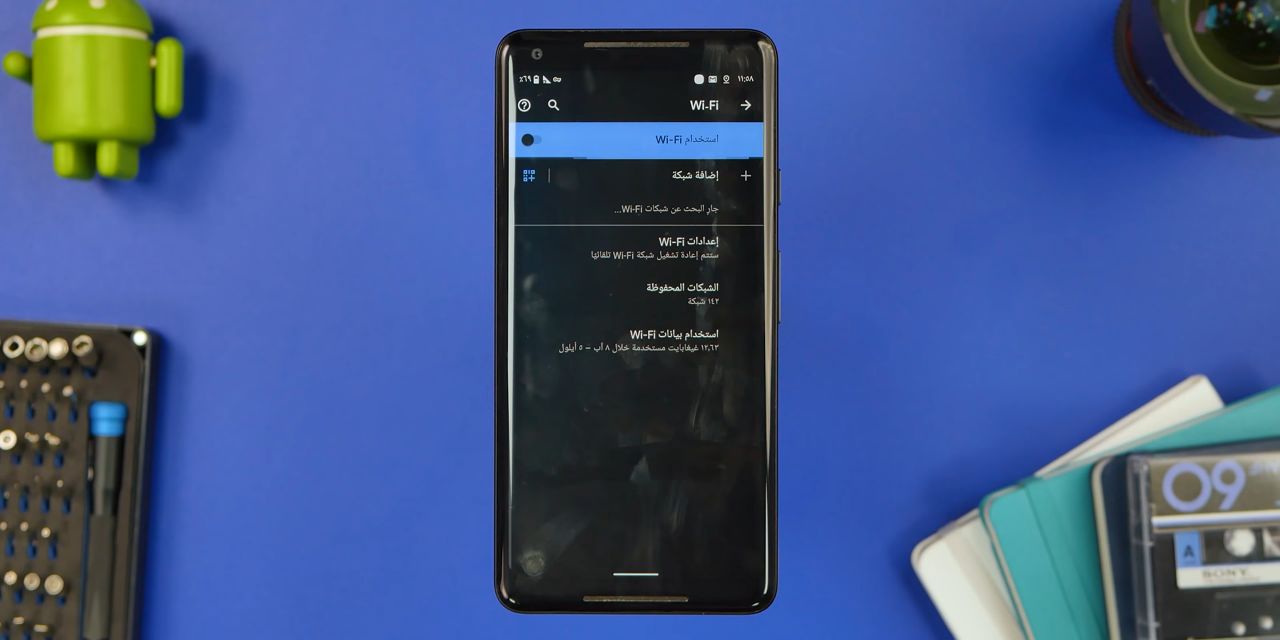 ١١:٥٨ ٪٦٩
Wi-Fi
استخدام Wi-Fi
إضافة شبكة
جارٍ البحث عن شبكات Wi-Fi...
إعدادات Wi-Fi
ستتم إعادة تشغيل شبكة Wi-Fi تلقائيًا
الشبكات المحفوظة
١٤٢ شبكة
استخدام بيانات Wi-Fi
١٢٫٦٣ غيغابايت مستخدمة خلال ٨ آب – ٥ أيلول
09
A
SONY